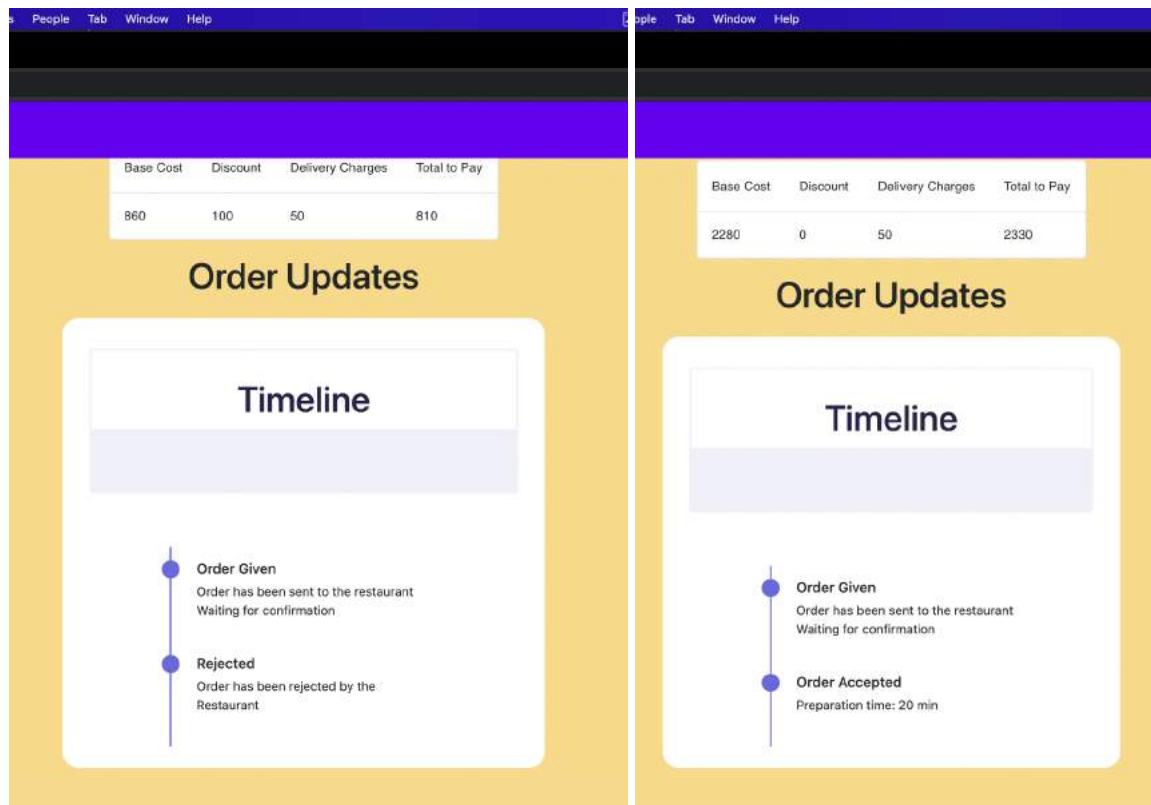 People Tab Window Help
Base Cost Discount Delivery Charges Total to Pay
860 100 50 810
Order Updates
Timeline
Order Given
Order has been sent to the restaurant
Waiting for confirmation
Rejected
Order has been rejected by the
Restaurant
Tab Window Help
Base Cost Discount Delivery Charges Total to Pay
2280 0 50 2330
Order Updates
Timeline
Order Given
Order has been sent to the restaurant
Waiting for confirmation
Order Accepted
Preparation time: 20 min